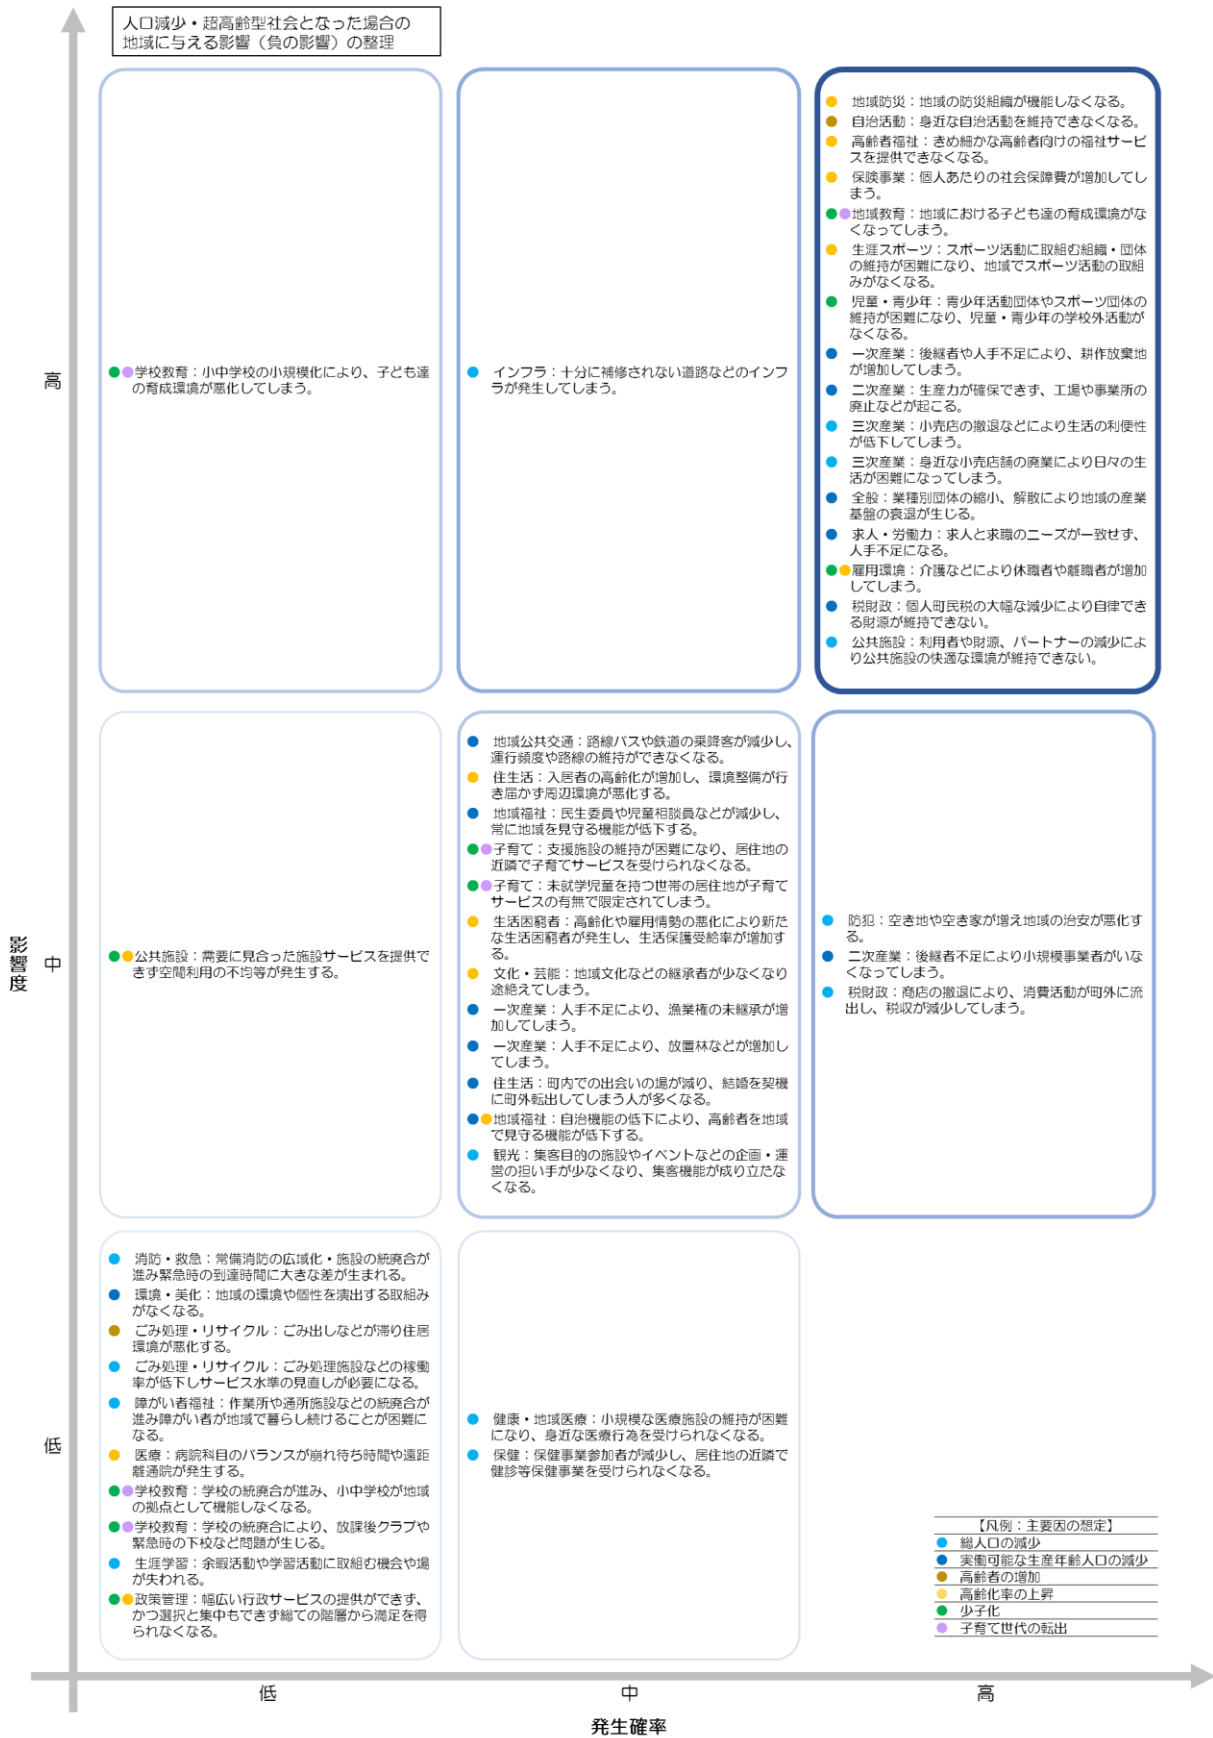 人口減少・超高齢型社会となった場合の
地域に与える影響（負の影響）の整理
地域防災：地域の防災組織が機能しなくなる。
自治活動：身近な自治活動を維持できなくなる。
高齢者福祉：きめ細かな高齢者向けの福祉サービ
スを提供できなくなる。
保険事業：個人あたりの社会保障費が増加してし
まう。
地域教育：地域における子ども達の育成環境がな
くなってしまう。
生涯スポーツ：スポーツ活動に取組む組織・団体
の維持が困難になり、地域でスポーツ活動の取組
みがなくなる。
児童・青少年：青少年活動団体やスポーツ団体の
維持が困難になり、児童・青少年の学校外活動が
なくなる。
一次産業：後継者や人手不足により、耕作放棄地
が増加してしまう。
二次産業：生産力が確保できず、工場や事業所の
廃止などが起こる。
三次産業：小売店の撤退などにより生活の利便性
が低下してしまう。
三次産業：身近な小売店舗の廃業により日々の生
活が困難になってしまう。
全般：業種別団体の縮小、解散により地域の産業
基盤の衰退が生じる。
求人・労働力：求人と求職のニーズが一致せず、
人手不足になる。
雇用環境：介護などにより休職者や離職者が増加
してしまう。
税財政：個人町民税の大幅な減少により自律でき
る財源が維持できない。
公共施設：利用者や財源、パートナーの減少によ
り公共施設の快適な環境が維持できない。
高
学校教育：小中学校の小規模化により、子ども達
の育成環境が悪化してしまう。
インフラ：十分に補修されない道路などのインフ
ラが発生してしまう。
地域公共交通：路線バスや鉄道の乗降客が減少し、
運行頻度や路線の維持ができなくなる。
住生活：入居者の高齢化が増加し、環境整備が行
き届かず周辺環境が悪化する。
地域福祉：民生委員や児童相談員などが減少し、
常に地域を見守る機能が低下する。
子育て：支援施設の維持が困難になり、居住地の
近隣で子育てサービスを受けられなくなる。
子育て：未就学児童を持つ世帯の居住地が子育て
サービスの有無で限定されてしまう。
生活困窮者：高齢化や雇用情勢の悪化により新た
な生活困窮者が発生し、生活保護受給率が増加す
る。
文化・芸能：地域文化などの継承者が少なくなり
途絶えてしまう。
一次産業：人手不足により、漁業権の未継承が増
加してしまう。
一次産業：人手不足により、放置林などが増加し
てしまう。
住生活：町内での出会いの場が減り、結婚を契機
に町外転出してしまう人が多くなる。
地域福祉：自治機能の低下により、高齢者を地域
で見守る機能が低下する。
観光：集客目的の施設やイベントなどの企画・運
営の担い手が少なくなり、集客機能が成り立たな
くなる。
影響度
中
公共施設：需要に見合った施設サービスを提供で
きず空間利用の不均等が発生する。
防犯：空き地や空き家が増え地域の治安が悪化す
る。
二次産業：後継者不足により小規模事業者がいな
くなってしまう。
税財政：商店の撤退により、消費活動が町外に流
出し、税収が減少してしまう。
消防・救急：常備消防の広域化・施設の統廃合が
進み緊急時の到達時間に大きな差が生まれる。
環境・美化：地域の環境や個性を演出する取組み
がなくなる。
ごみ処理・リサイクル：ごみ出しなどが滞り住居
環境が悪化する。
ごみ処理・リサイクル：ごみ処理施設などの稼働
率が低下しサービス水準の見直しが必要になる。
障がい者福祉：作業所や通所施設などの統廃合が
進み障がい者が地域で暮らし続けることが困難に
なる。
医療：病院科目のバランスが崩れ待ち時間や遠距
離通院が発生する。
学校教育：学校の統廃合が進み、小中学校が地域
の拠点として機能しなくなる。
学校教育：学校の統廃合により、放課後クラブや
緊急時の下校など問題が生じる。
生涯学習：余暇活動や学習活動に取組む機会や場
が失われる。
政策管理：幅広い行政サービスの提供ができず、
かつ選択と集中もできず総ての階層から満足を得
られなくなる。
低
健康・地域医療：小規模な医療施設の維持が困難
になり、身近な医療行為を受けられなくなる。
保健：保健事業参加者が減少し、居住地の近隣で
健診等保健事業を受けられなくなる。
【凡例：主要因の想定】
総人口の減少
実働可能な生産年齢人口の減少
高齢者の増加
高齢化率の上昇
少子化
子育て世代の転出
低
中
高
発生確率